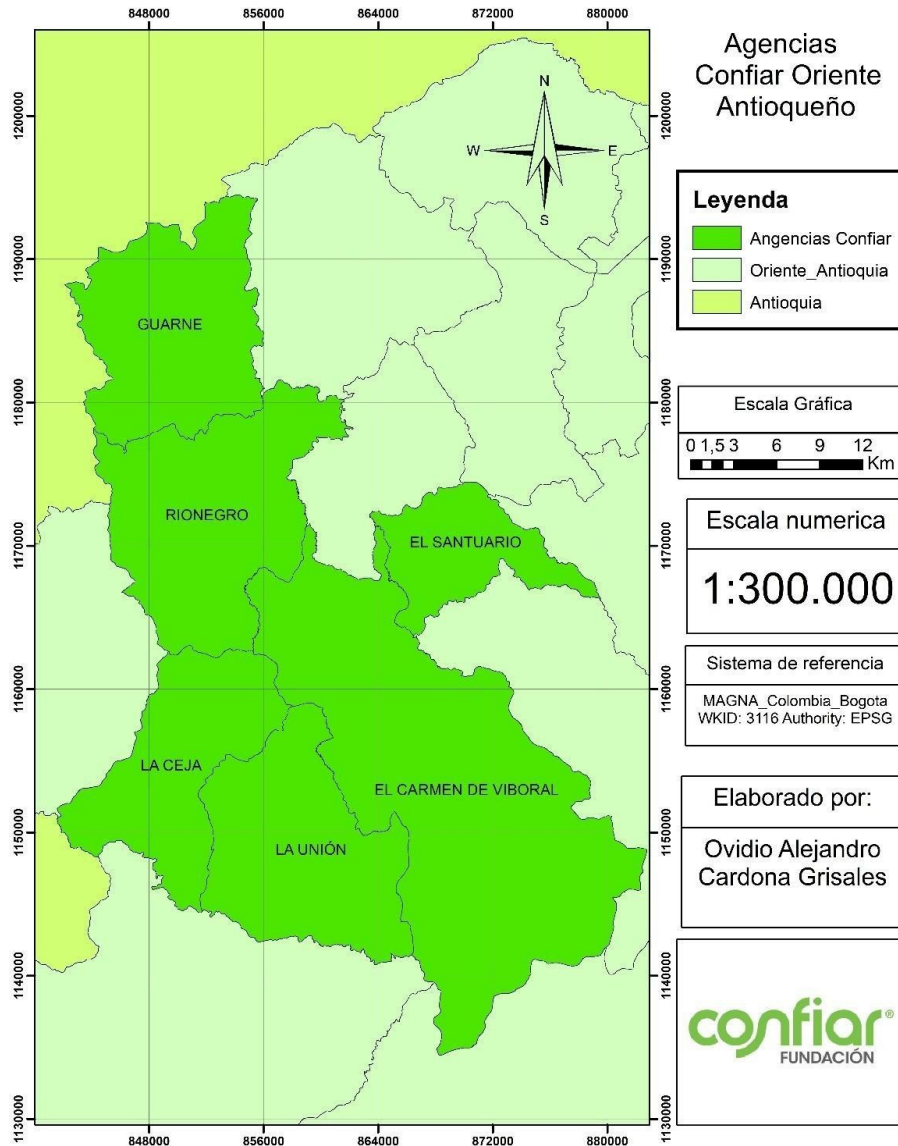 848000 856000 864000 872000 880000
Agencias
Confiar Oriente
Antioqueño
N
W E
S
Leyenda
Angencias Confiar
Oriente_Antioquia
Antioquia
Escala Gráfica
0 1,5 3 6 9 12
Km
Escala numerica
1:300.000
Sistema de referencia
MAGNA_Colombia_Bogota
WKID: 3116 Authority: EPSG
Elaborado por:
Ovidio Alejandro
Cardona Grisales
confiar®
FUNDACIÓN
GUARNE
RIONEGRO
EL SANTUARIO
LA CEJA
EL CARMEN DE VIBORAL
LA UNIÓN
1200000 1200000
1190000 1190000
1180000 1180000
1170000 1170000
1160000 1160000
1150000 1150000
1140000 1140000
1130000 1130000
848000 856000 864000 872000 880000